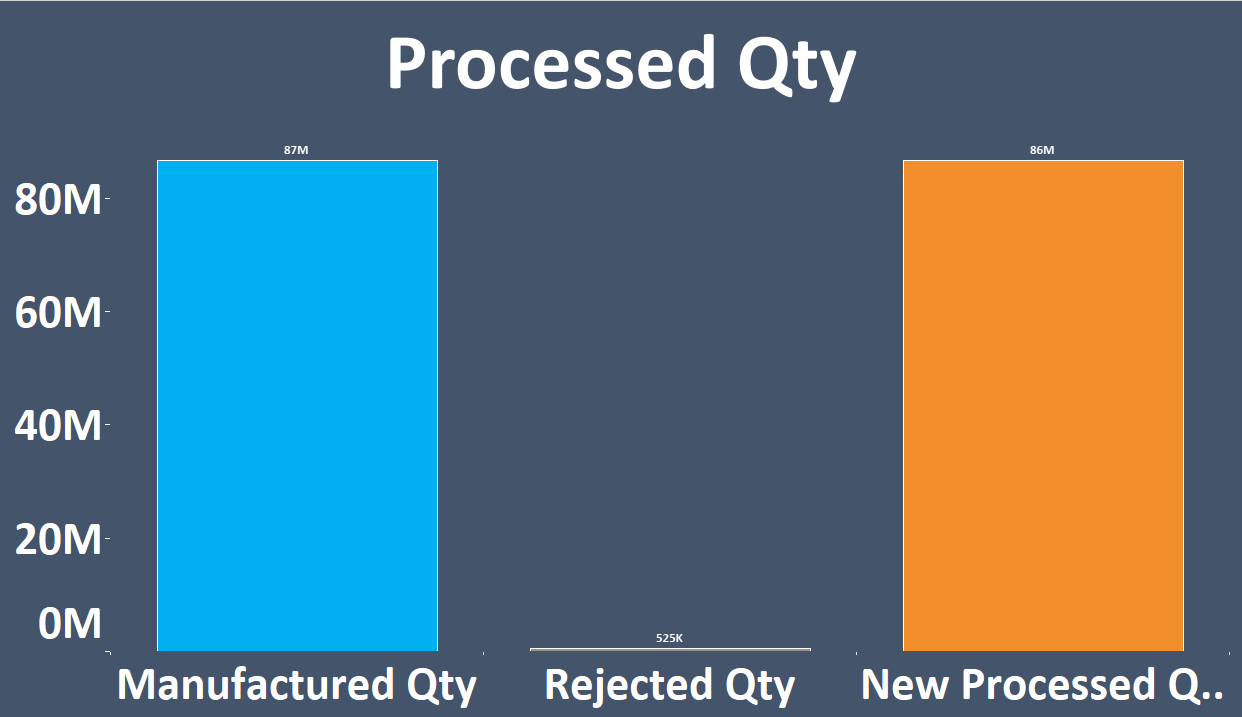 Processed Qty
87M
86M
80M
60M
40M
20M
525K
0M
Manufactured Qty
Rejected Qty
New Processed Q..